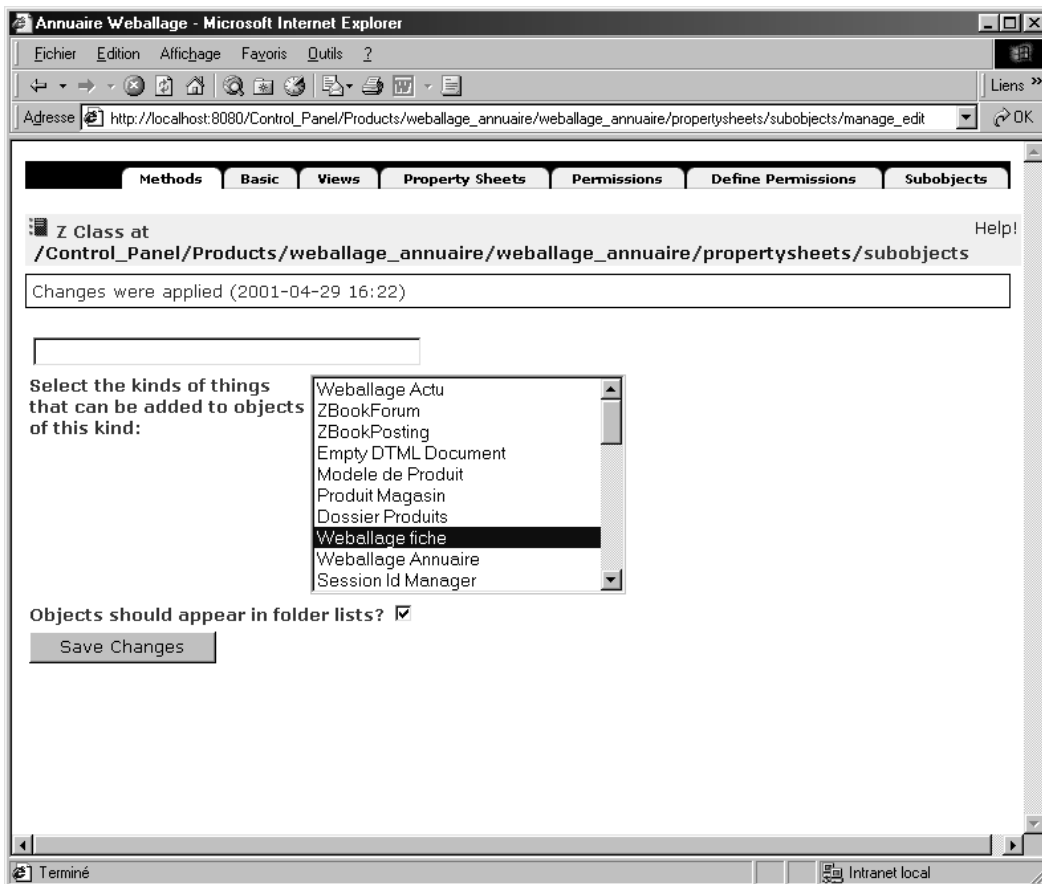 Annuaire Weballage - Microsoft Internet Explorer
Fichier Edition Affichage Favoris Outils ?
Liens »
Adresse http://localhost:8080/Control_Panel/Products/weballage_annuaire/weballage_annuaire/propertysheets/subobjects/manage_edit OK
Methods Basic Views Property Sheets Permissions Define Permissions Subobjects
Z Class at Help!
/Control_Panel/Products/weballage_annuaire/weballage_annuaire/propertysheets/subobjects
Changes were applied (2001-04-29 16:22)
Select the kinds of things
that can be added to objects
of this kind:
Weballage Actu
ZBookForum
ZBookPosting
Empty DTML Document
Modele de Produit
Produit Magasin
Dossier Produits
Weballage fiche
Weballage Annuaire
Session Id Manager
Objects should appear in folder lists?
Save Changes
Terminé Intranet local